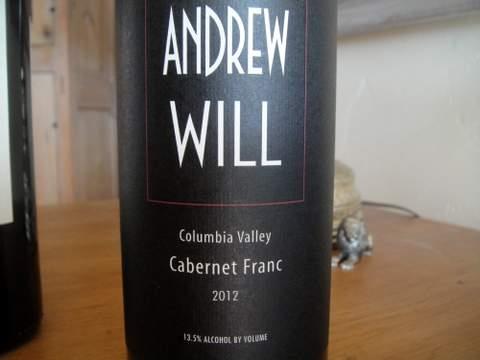 ANDREW
WILL
Columbia Valley
Cabernet Franc
2012
13.5% ALCOHOL BY VOLUME